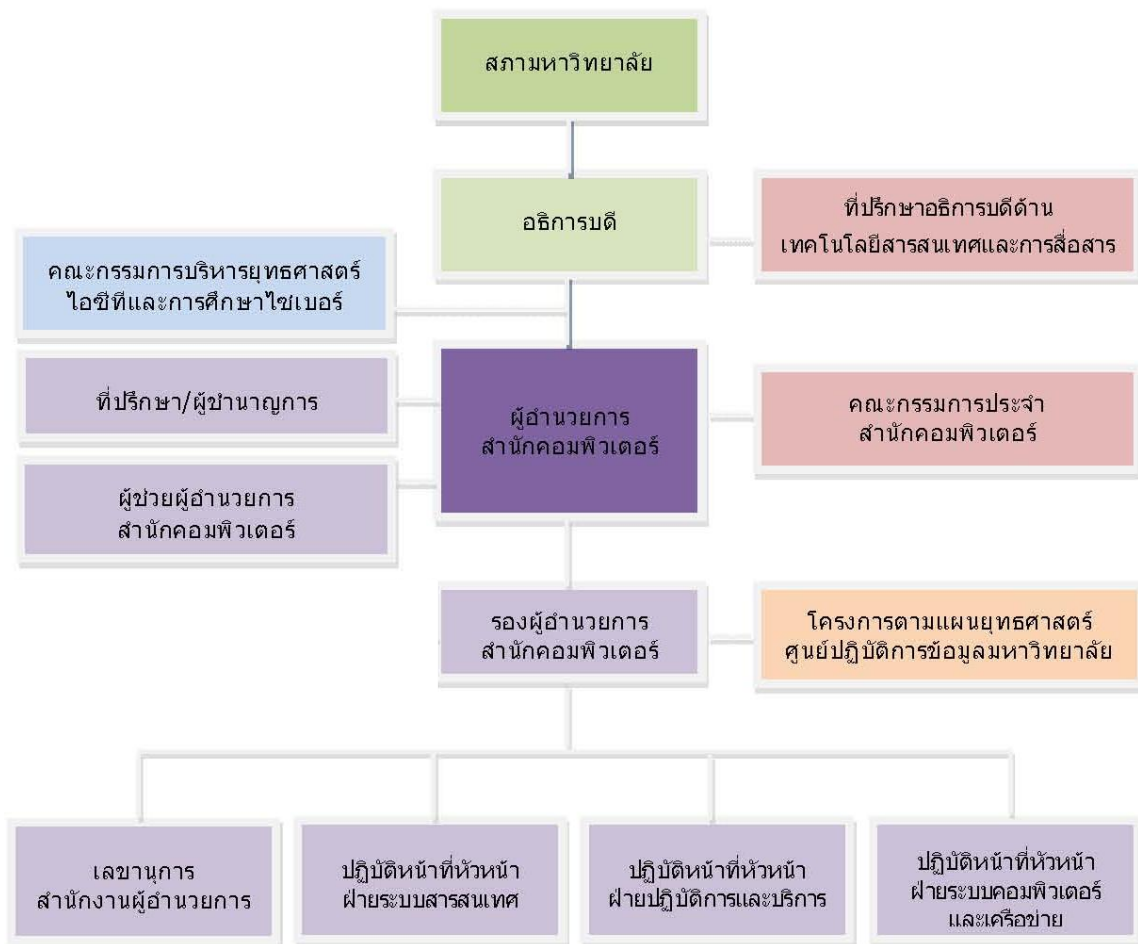 สภามหาวิทยาลัย
อธิการบดี
ที่ปรึกษาอธิการบดีด้าน
เทคโนโลยีสารสนเทศและการสื่อสาร
คณะกรรมการบริหารยุทธศาสตร์
ไอซีทีและการศึกษาไซเบอร์
ที่ปรึกษา/ผู้ชำนาญการ
ผู้อำนวยการ
สำนักคอมพิวเตอร์
คณะกรรมการประจำ
สำนักคอมพิวเตอร์
ผู้ช่วยผู้อำนวยการ
สำนักคอมพิวเตอร์
รองผู้อำนวยการ
สำนักคอมพิวเตอร์
โครงการตามแผนยุทธศาสตร์
ศูนย์ปฏิบัติการข้อมูลมหาวิทยาลัย
เลขานุการ
สำนักงานผู้อำนวยการ
ปฏิบัติหน้าที่หัวหน้า
ฝ่ายระบบสารสนเทศ
ปฏิบัติหน้าที่หัวหน้า
ฝ่ายปฏิบัติการและบริการ
ปฏิบัติหน้าที่หัวหน้า
ฝ่ายระบบคอมพิวเตอร์
และเครือข่าย